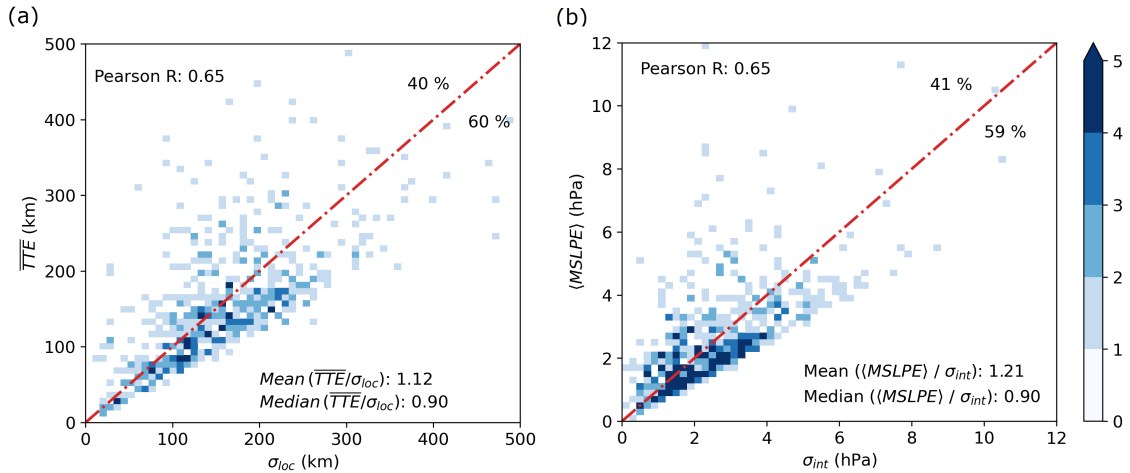 (a)
500
400
300
200
100
0
0 100 200 300 400 500
T̅T̅E̅ (km)
σloc (km)
Pearson R: 0.65
40 %
60 %
Mean (T̅T̅E̅/σloc): 1.12
Median (T̅T̅E̅/σloc): 0.90
(b)
12
10
8
6
4
2
0
0 2 4 6 8 10 12
⟨MSLPE⟩ (hPa)
σint (hPa)
Pearson R: 0.65
41 %
59 %
Mean (⟨MSLPE⟩ / σint): 1.21
Median (⟨MSLPE⟩ / σint): 0.90
5
4
3
2
1
0